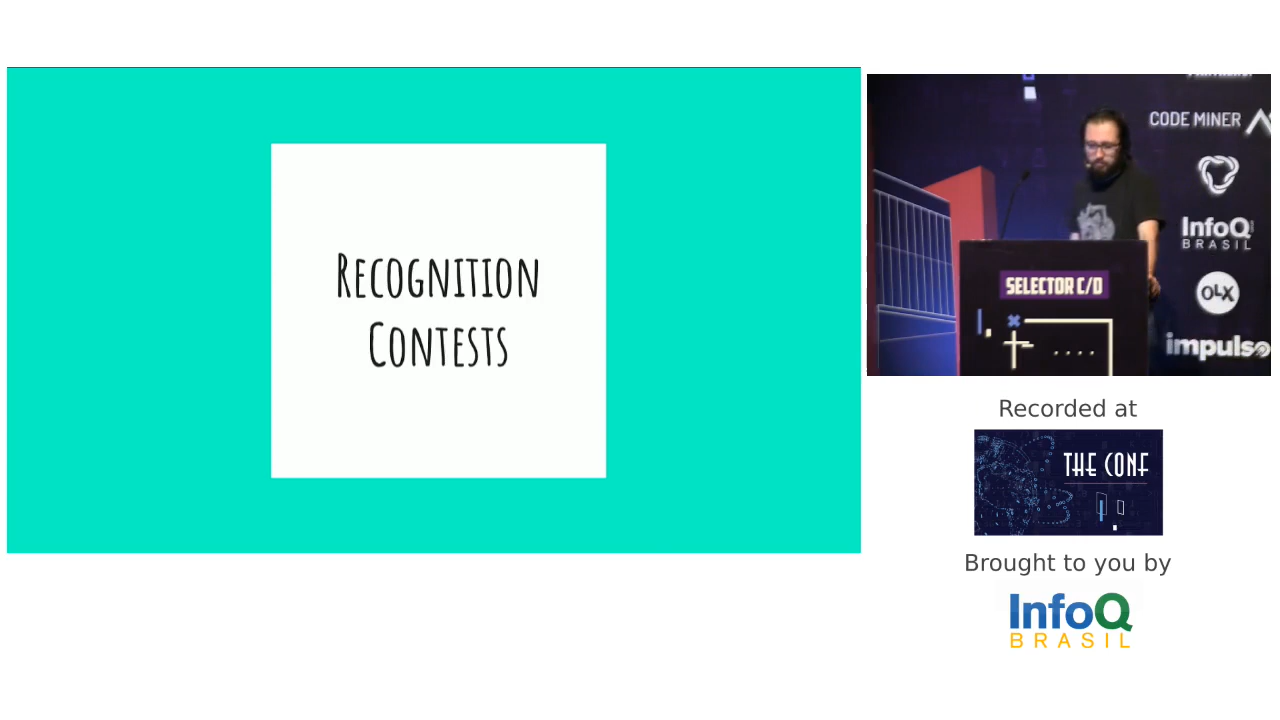 RECOGNITION
CONTESTS
CODE MINER
InfoQ
BRASIL
SELECTOR C/D
OLX
impulso
Recorded at
THE CONF
Brought to you by
InfoQ
BRASIL